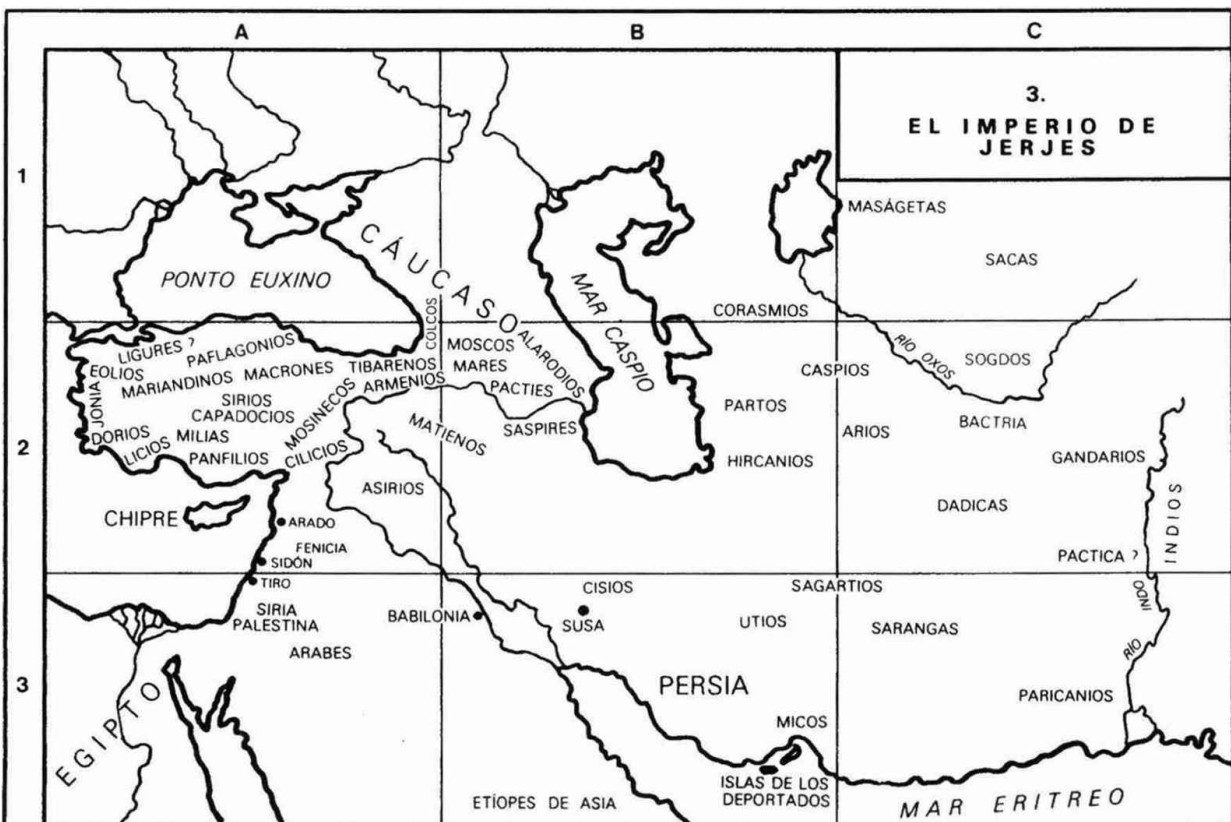 A
B
C
3.
EL IMPERIO DE
JERJES
1
MASÁGETAS
CÁUCASO
SACAS
PONTO EUXINO
MAR CASPIO
CORASMIOS
COLCOS
LIGURES ?
PAFLAGONIOS
MOSCOS
ALARODIOS
RÍO OXOS
SOGDOS
EOLIOS
MARIANDINOS
MACRONES
TIBARENOS
MARES
CASPIOS
JONIA
ARMENIOS
PACTIES
SIRIOS
CAPADOCIOS
MOSINECOS
PARTOS
BACTRIA
DORIOS
MILIAS
MATIENOS
SASPIRES
ARIOS
2
LICIOS
PANFILIOS
CILICIOS
HIRCANIOS
GANDARIOS
ASIRIOS
INDIOS
DADICAS
CHIPRE
ARADO
FENICIA
SIDÓN
PACTICA ?
TIRO
CISIOS
SAGARTIOS
RÍO INDO
SIRIA
PALESTINA
BABILONIA
SUSA
UTIOS
SARANGAS
ARABES
3
EGIPTO
PERSIA
PARICANIOS
MICOS
ISLAS DE LOS
DEPORTADOS
ETÍOPES DE ASIA
MAR ERITREO